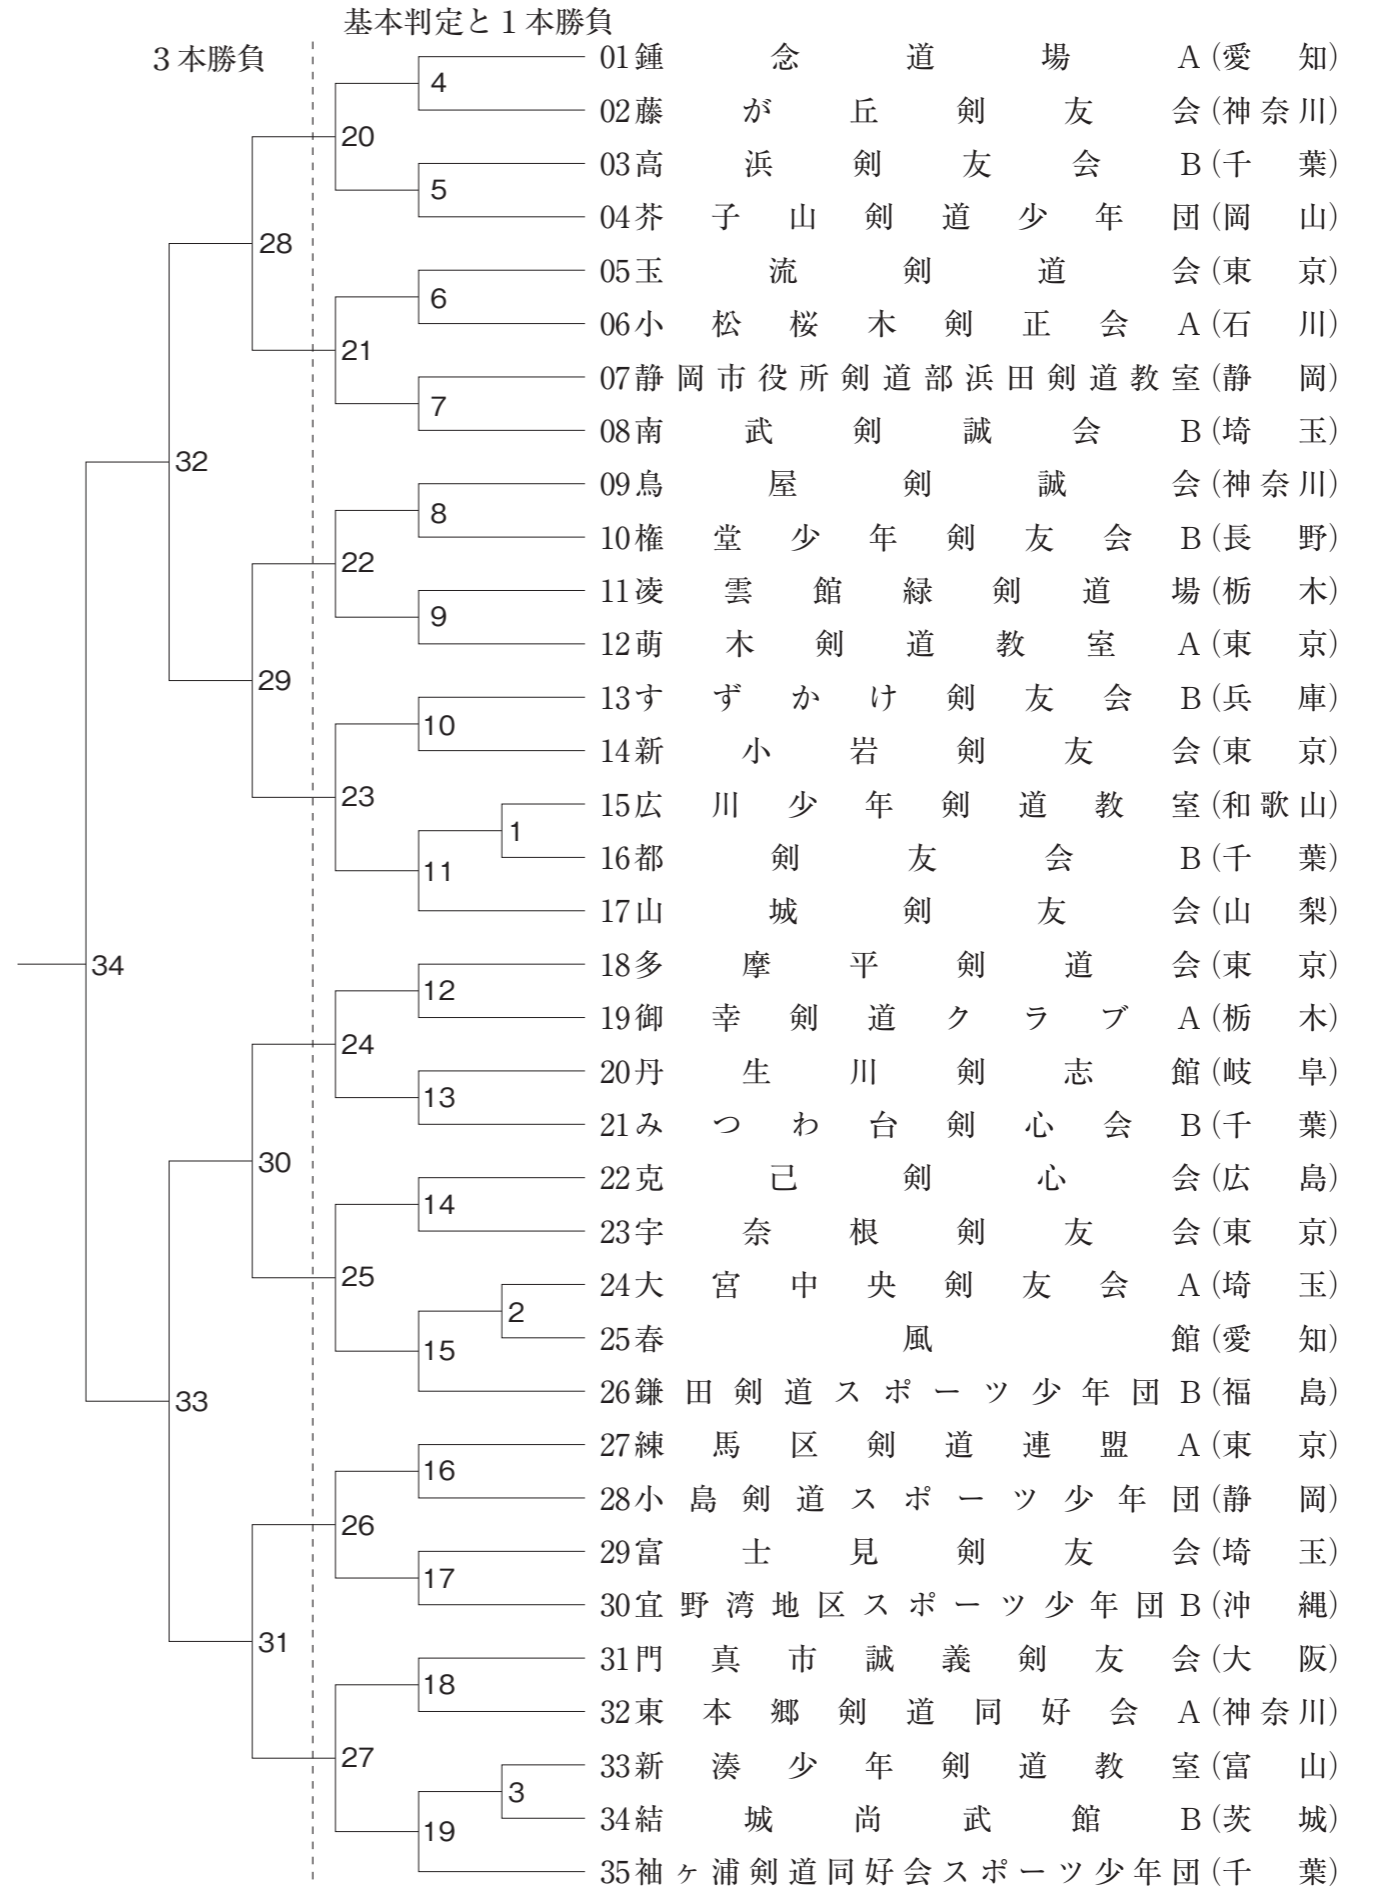 基本判定と１本勝負
３本勝負
01鍾念道場A(愛知)
4
02藤が丘剣友会(神奈川)
20
03高浜剣友会B(千葉)
5
04芥子山剣道少年団(岡山)
28
05玉流剣道会(東京)
6
06小松桜木剣正会A(石川)
21
07静岡市役所剣道部浜田剣道教室(静岡)
7
08南武剣誠会B(埼玉)
32
09鳥屋剣誠会(神奈川)
8
10権堂少年剣友会B(長野)
22
11凌雲館緑剣道場(栃木)
9
12萌木剣道教室A(東京)
29
13すずかけ剣友会B(兵庫)
10
14新小岩剣友会(東京)
23
15広川少年剣道教室(和歌山)
1
16都剣友会B(千葉)
11
17山城剣友会(山梨)
34
18多摩平剣道会(東京)
12
19御幸剣道クラブA(栃木)
24
20丹生川剣志館(岐阜)
13
21みつわ台剣心会B(千葉)
30
22克己剣心会(広島)
14
23宇奈根剣友会(東京)
25
24大宮中央剣友会A(埼玉)
2
25春風館(愛知)
15
26鎌田剣道スポーツ少年団B(福島)
33
27練馬区剣道連盟A(東京)
16
28小島剣道スポーツ少年団(静岡)
26
29富士見剣友会(埼玉)
17
30宜野湾地区スポーツ少年団B(沖縄)
31
31門真市誠義剣友会(大阪)
18
32東本郷剣道同好会A(神奈川)
27
33新湊少年剣道教室(富山)
3
34結城尚武館B(茨城)
19
35袖ヶ浦剣道同好会スポーツ少年団(千葉)